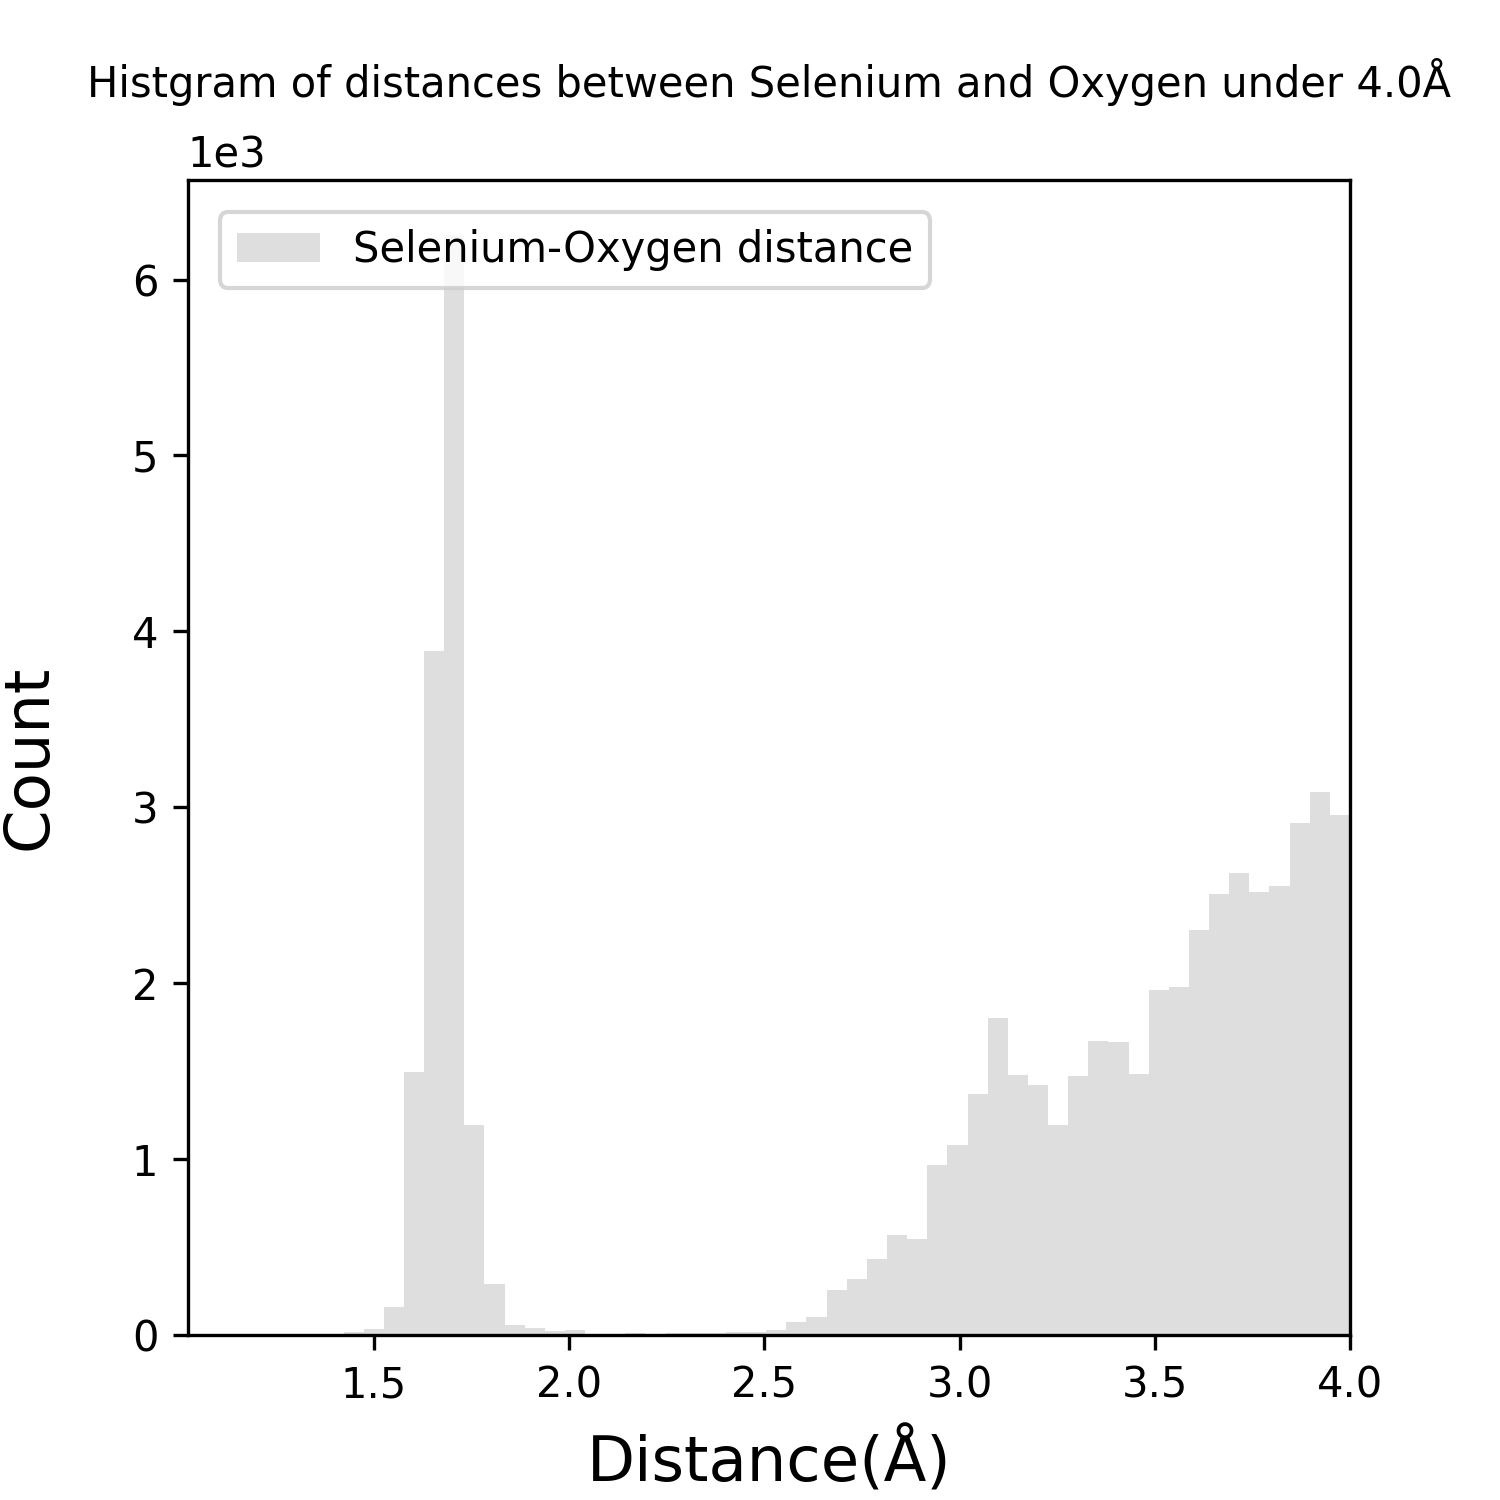 Histgram of distances between Selenium and Oxygen under 4.0Å
1e3
Selenium-Oxygen distance
6
5
4
3
2
1
0
Count
1.5 2.0 2.5 3.0 3.5 4.0
Distance(Å)